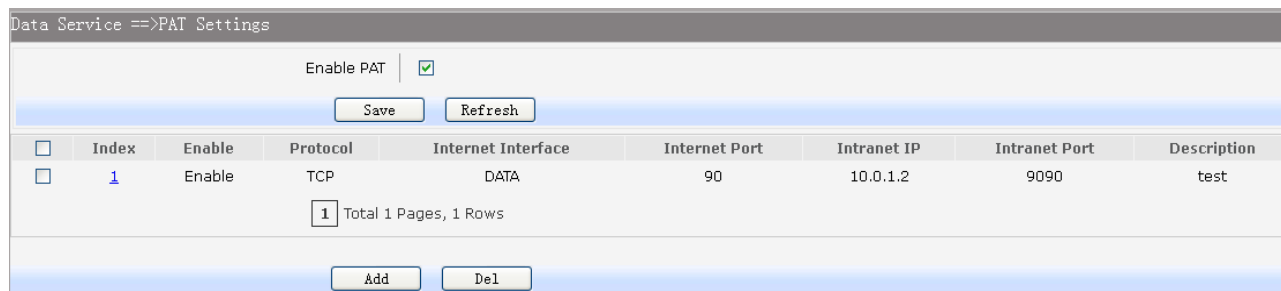 Data Service ==>PAT Settings
Enable PAT
Save Refresh
Index Enable Protocol Internet Interface Internet Port Intranet IP Intranet Port Description
1 Enable TCP DATA 90 10.0.1.2 9090 test
1 Total 1 Pages, 1 Rows
Add Del